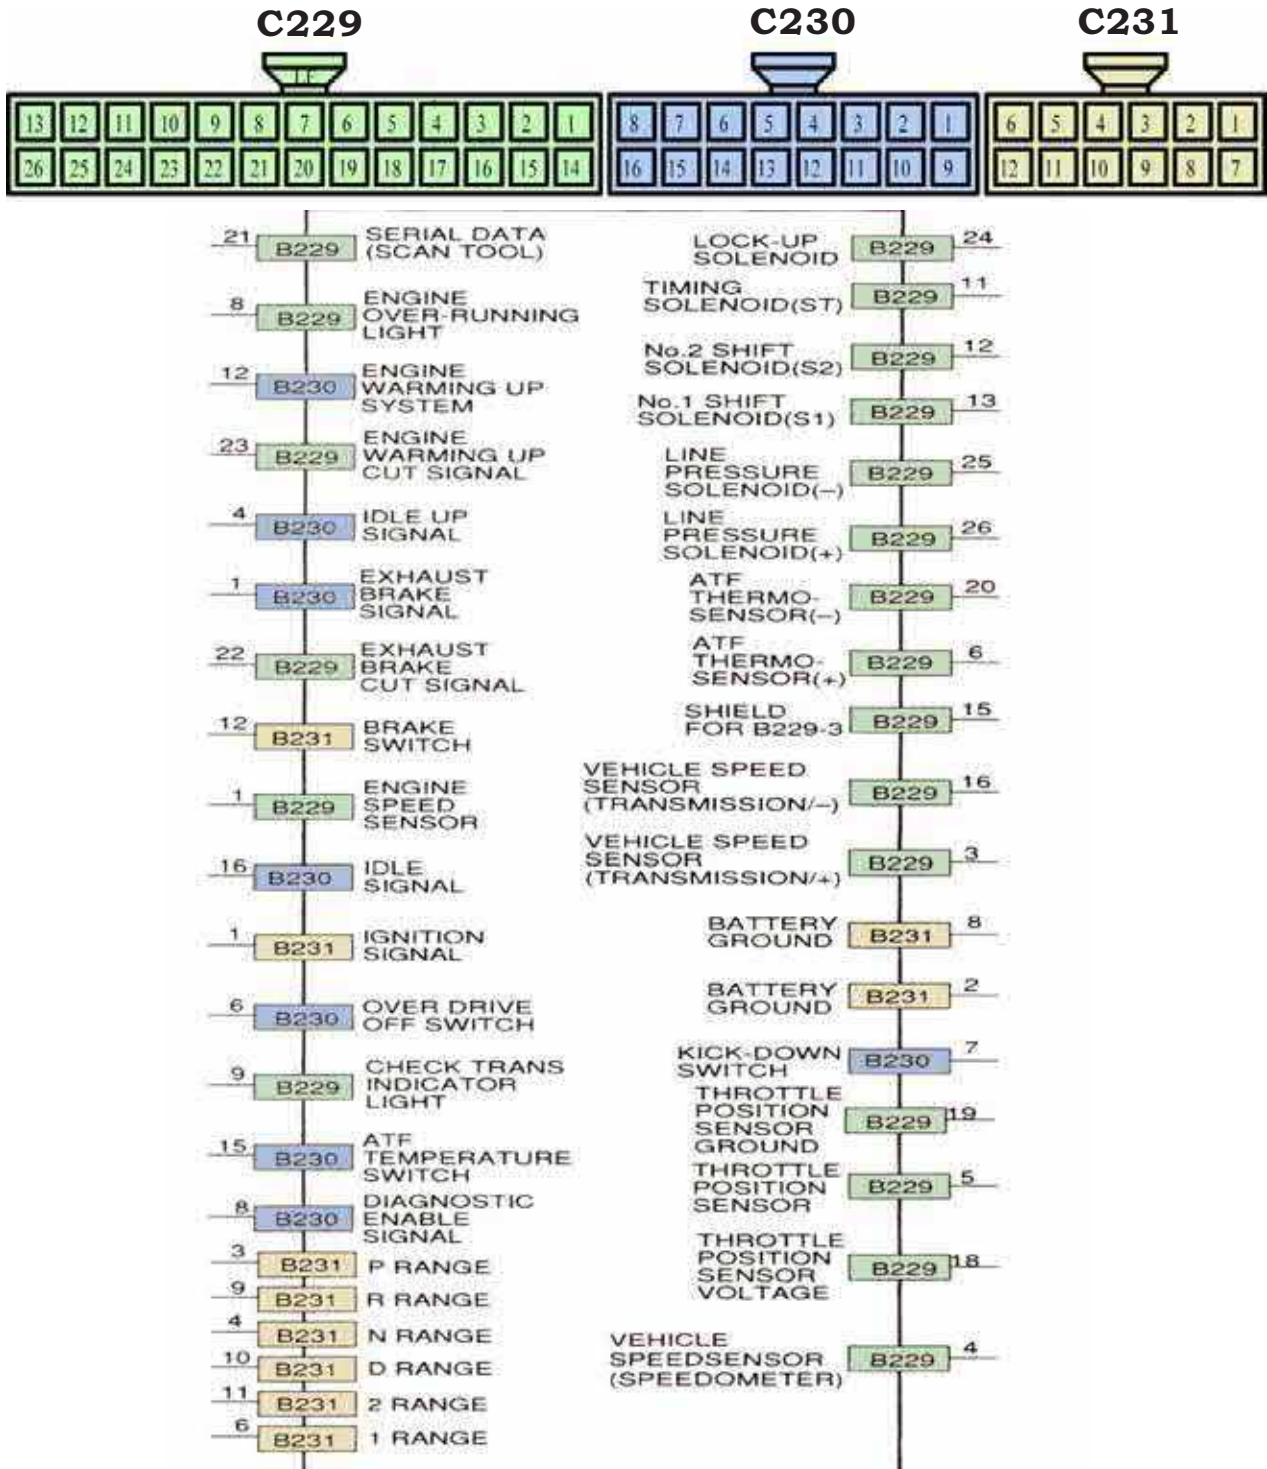 C229 C230 C231
LE
13 12 11 10 9 8 7 6 5 4 3 2 1 8 7 6 5 4 3 2 1 6 5 4 3 2 1
26 25 24 23 22 21 20 19 18 17 16 15 14 16 15 14 13 12 11 10 9 12 11 10 9 8 7
21 B229 SERIAL DATA
(SCAN TOOL)
8 B229 ENGINE
OVER-RUNNING
LIGHT
12 B230 ENGINE
WARMING UP
SYSTEM
23 B229 ENGINE
WARMING UP
CUT SIGNAL
4 B230 IDLE UP
SIGNAL
1 B230 EXHAUST
BRAKE
SIGNAL
22 B229 EXHAUST
BRAKE
CUT SIGNAL
12 B231 BRAKE
SWITCH
1 B229 ENGINE
SPEED
SENSOR
16 B230 IDLE
SIGNAL
1 B231 IGNITION
SIGNAL
6 B230 OVER DRIVE
OFF SWITCH
9 B229 CHECK TRANS
INDICATOR
LIGHT
15 B230 ATF
TEMPERATURE
SWITCH
8 B230 DIAGNOSTIC
ENABLE
SIGNAL
3 B231 P RANGE
9 B231 R RANGE
4 B231 N RANGE
10 B231 D RANGE
11 B231 2 RANGE
6 B231 1 RANGE
LOCK-UP
SOLENOID B229 24
TIMING
SOLENOID(ST) B229 11
No.2 SHIFT
SOLENOID(S2) B229 12
No.1 SHIFT
SOLENOID(S1) B229 13
LINE
PRESSURE
SOLENOID(–) B229 25
LINE
PRESSURE
SOLENOID(+) B229 26
ATF
THERMO-
SENSOR(–) B229 20
ATF
THERMO-
SENSOR(+) B229 6
SHIELD
FOR B229-3 B229 15
VEHICLE SPEED
SENSOR
(TRANSMISSION/–) B229 16
VEHICLE SPEED
SENSOR
(TRANSMISSION/+) B229 3
BATTERY
GROUND B231 8
BATTERY
GROUND B231 2
KICK-DOWN
SWITCH B230 7
THROTTLE
POSITION
SENSOR
GROUND B229 19
THROTTLE
POSITION
SENSOR B229 5
THROTTLE
POSITION
SENSOR
VOLTAGE B229 18
VEHICLE
SPEEDSENSOR
(SPEEDOMETER) B229 4